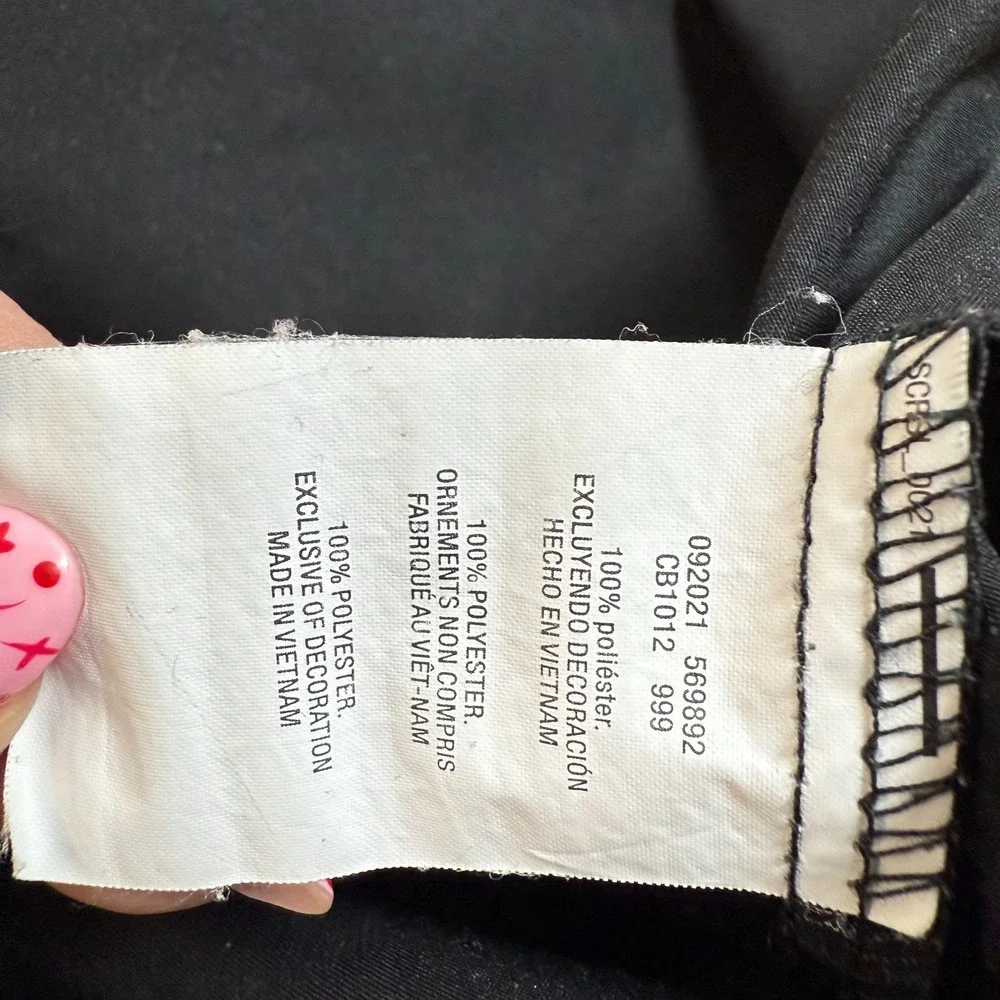 092021 569892
CB1012 999
100% poliéster.
EXCLUYENDO DECORACIÓN
HECHO EN VIETNAM
100% POLYESTER.
ORNEMENTS NON COMPRIS
FABRIQUÉ AU VIÊT-NAM
100% POLYESTER.
EXCLUSIVE OF DECORATION
MADE IN VIETNAM